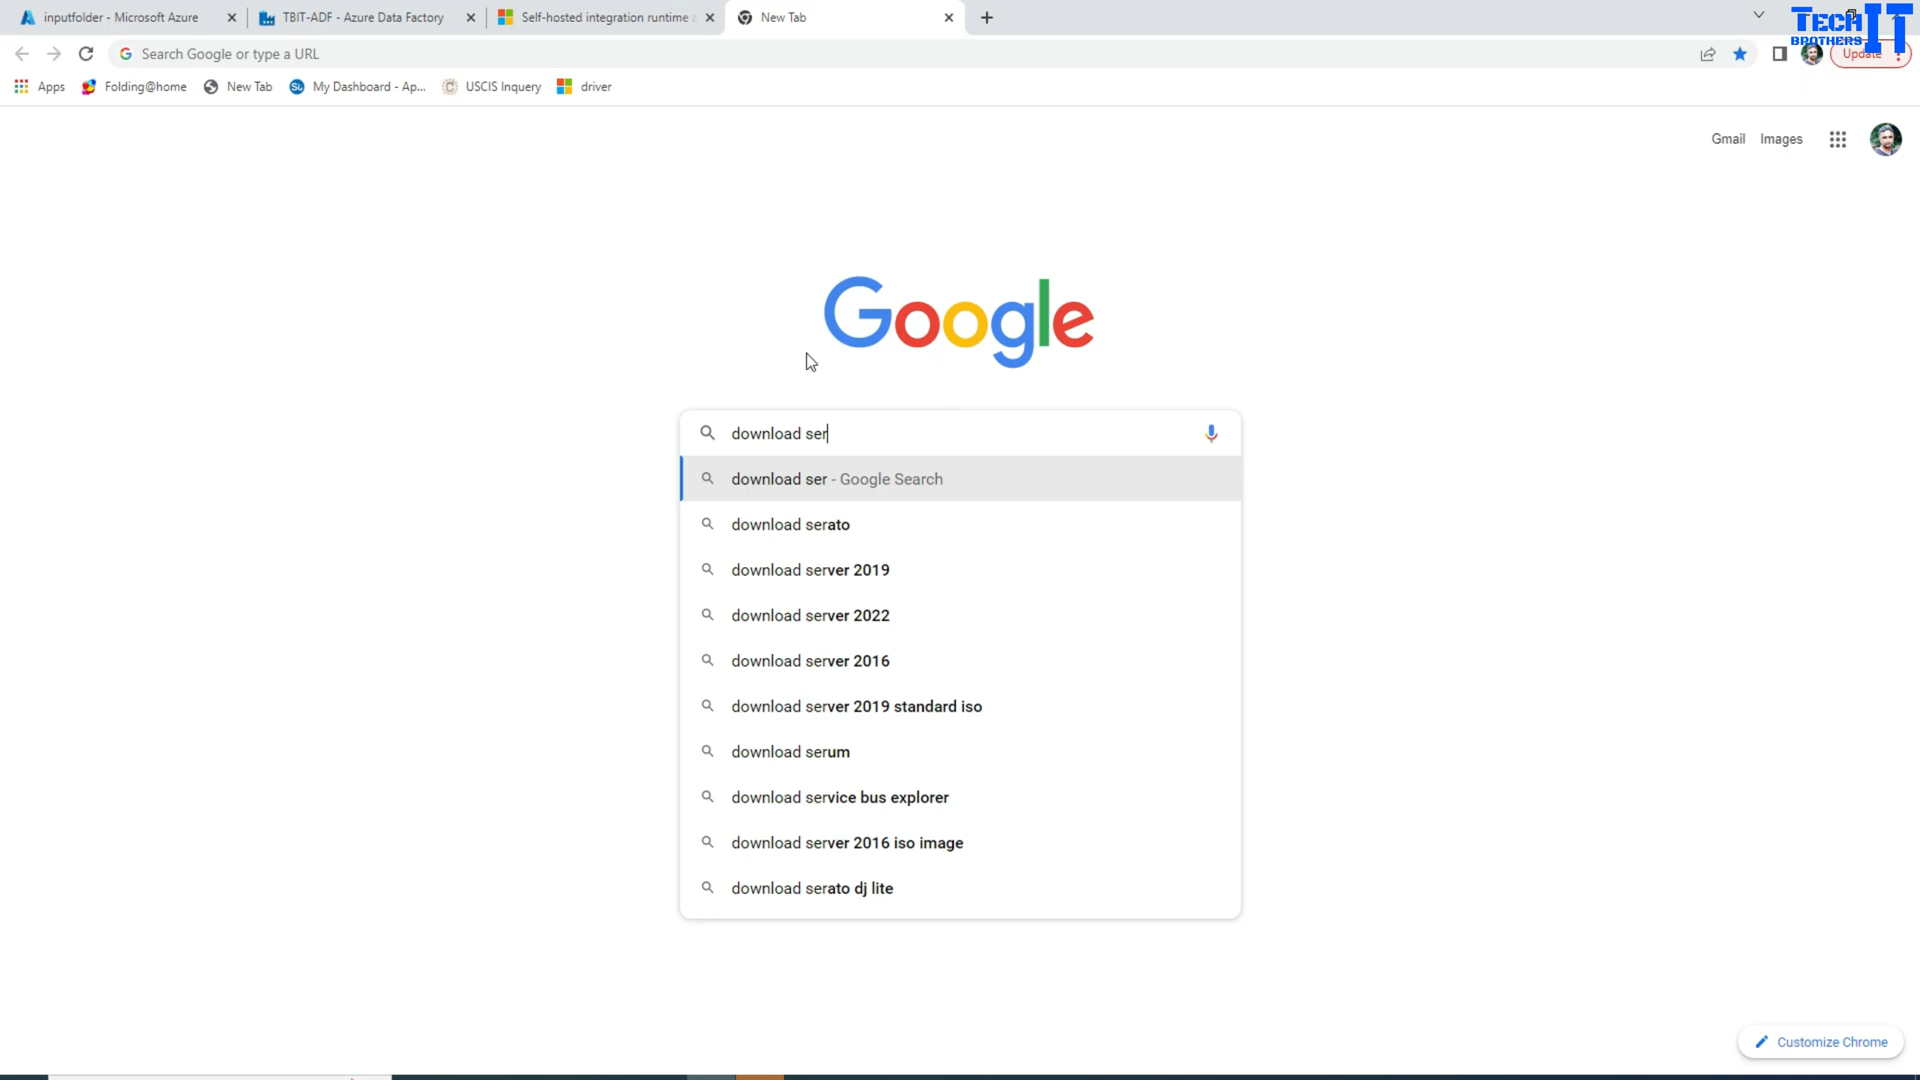 inputfolder - Microsoft Azure
TBIT-ADF - Azure Data Factory
Self-hosted integration runtime
New Tab
TECH IT
BROTHERS
Search Google or type a URL
Update
Apps
Folding@home
New Tab
My Dashboard - Ap...
USCIS Inquery
driver
Gmail
Images
Google
download ser
download ser - Google Search
download serato
download server 2019
download server 2022
download server 2016
download server 2019 standard iso
download serum
download service bus explorer
download server 2016 iso image
download serato dj lite
Customize Chrome